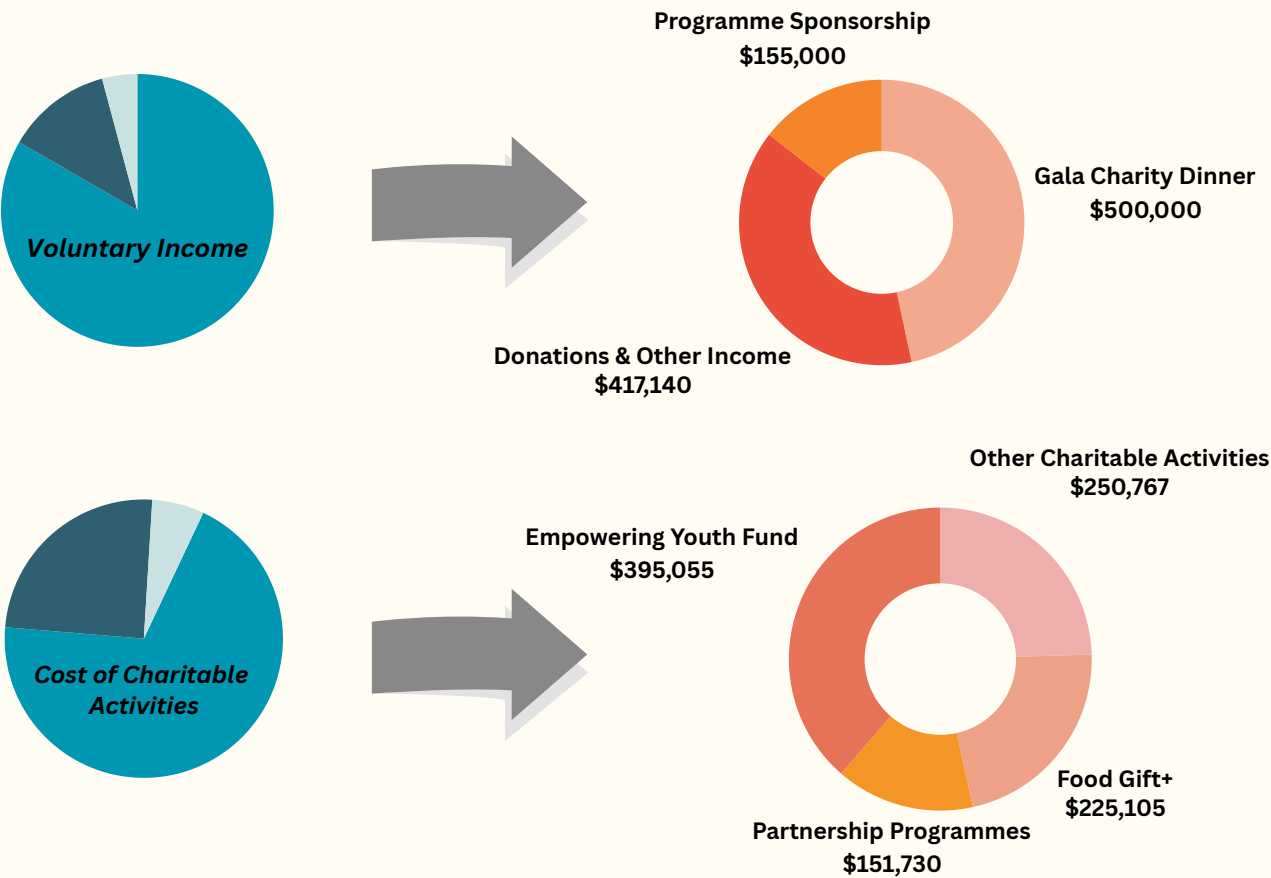 Programme Sponsorship
$155,000
Voluntary Income
Gala Charity Dinner
$500,000
Donations & Other Income
$417,140
Other Charitable Activities
$250,767
Empowering Youth Fund
$395,055
Cost of Charitable
Activities
Food Gift+
$225,105
Partnership Programmes
$151,730